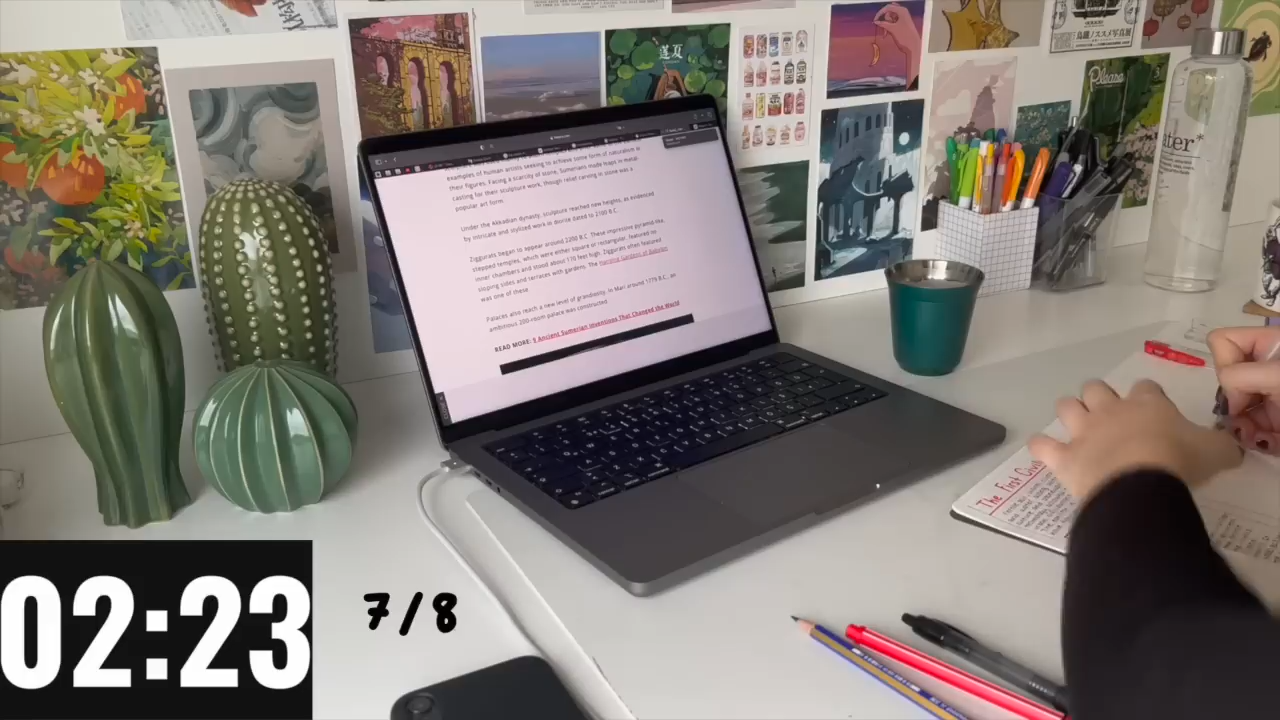 蓮夏
Please
water*
examples of human artists seeking to achieve some form of naturalism in
their figures. Facing a scarcity of stone, Sumerians made leaps in metal-
casting for their sculpture work, though relief carving in stone was a
popular art form.
Under the Akkadian dynasty, sculpture reached new heights, as evidenced
by intricate and stylized work in diorite dated to 2100 B.C.
Ziggurats began to appear around 2200 B.C. These impressive pyramid-like,
stepped temples, which were either square or rectangular, featured no
inner chambers and stood about 170 feet high. Ziggurats often featured
sloping sides and terraces with gardens. The Hanging Gardens of Babylon
was one of these.
Palaces also reach a new level of grandiosity. In Mari around 1779 B.C., an
ambitious 200-room palace was constructed.
READ MORE: 9 Ancient Sumerian Inventions That Changed the World
The First Civi
02:23
7/8